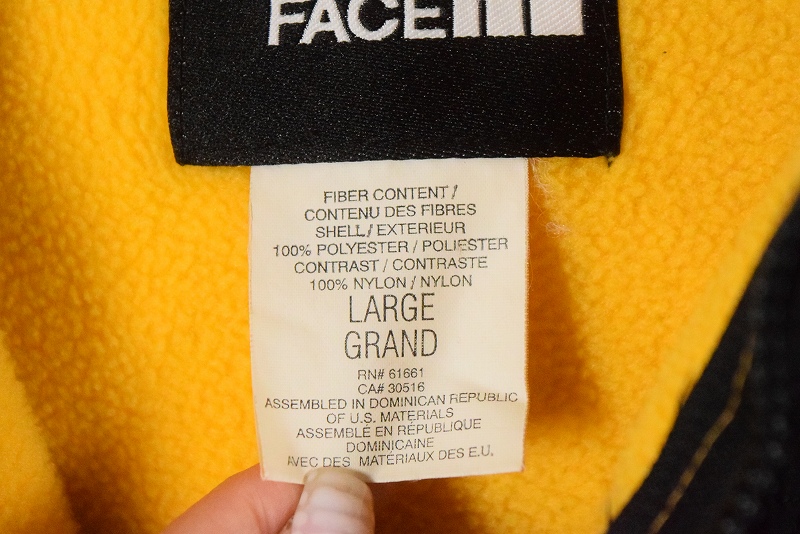 FACE
FIBER CONTENT /
CONTENU DES FIBRES
SHELL / EXTERIEUR
100% POLYESTER / POLIESTER
CONTRAST / CONTRASTE
100% NYLON / NYLON
LARGE
GRAND
RN# 61661
CA# 30516
ASSEMBLED IN DOMINICAN REPUBLIC
OF U.S. MATERIALS
ASSEMBLÉ EN RÉPUBLIQUE
DOMINICAINE
AVEC DES MATÉRIAUX DES E.U.